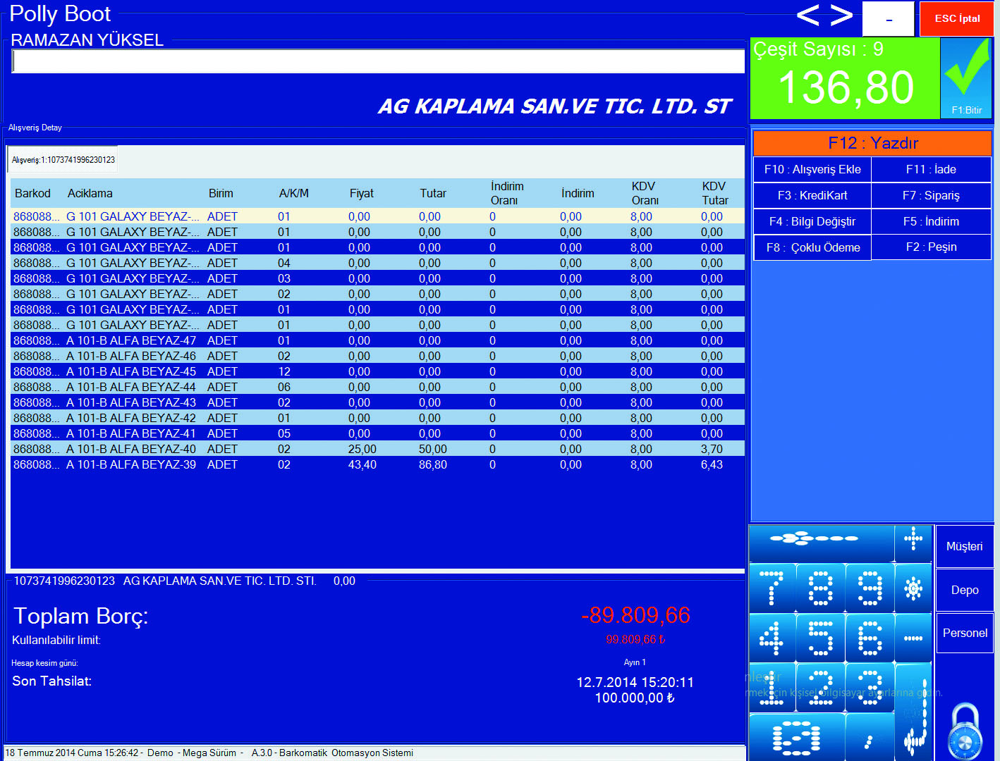 Polly Boot
RAMAZAN YÜKSEL
< > - ESC İptal
Çeşit Sayısı : 9
136,80
F1:Bitir
AG KAPLAMA SAN.VE TIC. LTD. ST
Alışveriş Detay
Alışveriş:1:1073741996230123
Barkod Aciklama Birim A/K/M Fiyat Tutar İndirim Oranı İndirim KDV Oranı KDV Tutar
868088... G 101 GALAXY BEYAZ-... ADET 01 0,00 0,00 0 0,00 8,00 0,00
868088... G 101 GALAXY BEYAZ-... ADET 01 0,00 0,00 0 0,00 8,00 0,00
868088... G 101 GALAXY BEYAZ-... ADET 01 0,00 0,00 0 0,00 8,00 0,00
868088... G 101 GALAXY BEYAZ-... ADET 04 0,00 0,00 0 0,00 8,00 0,00
868088... G 101 GALAXY BEYAZ-... ADET 03 0,00 0,00 0 0,00 8,00 0,00
868088... G 101 GALAXY BEYAZ-... ADET 02 0,00 0,00 0 0,00 8,00 0,00
868088... G 101 GALAXY BEYAZ-... ADET 01 0,00 0,00 0 0,00 8,00 0,00
868088... G 101 GALAXY BEYAZ-... ADET 01 0,00 0,00 0 0,00 8,00 0,00
868088... A 101-B ALFA BEYAZ-47 ADET 01 0,00 0,00 0 0,00 8,00 0,00
868088... A 101-B ALFA BEYAZ-46 ADET 02 0,00 0,00 0 0,00 8,00 0,00
868088... A 101-B ALFA BEYAZ-45 ADET 12 0,00 0,00 0 0,00 8,00 0,00
868088... A 101-B ALFA BEYAZ-44 ADET 06 0,00 0,00 0 0,00 8,00 0,00
868088... A 101-B ALFA BEYAZ-43 ADET 02 0,00 0,00 0 0,00 8,00 0,00
868088... A 101-B ALFA BEYAZ-42 ADET 01 0,00 0,00 0 0,00 8,00 0,00
868088... A 101-B ALFA BEYAZ-41 ADET 05 0,00 0,00 0 0,00 8,00 0,00
868088... A 101-B ALFA BEYAZ-40 ADET 02 25,00 50,00 0 0,00 8,00 3,70
868088... A 101-B ALFA BEYAZ-39 ADET 02 43,40 86,80 0 0,00 8,00 6,43
F12 : Yazdır
F10 : Alışveriş Ekle F11 : İade
F3 : KrediKart F7 : Sipariş
F4 : Bilgi Değiştir F5 : İndirim
F8 : Çoklu Ödeme F2 : Peşin
1073741996230123 AG KAPLAMA SAN.VE TIC. LTD. STI. 0,00
Toplam Borç: -89.809,66
Kullanılabilir limit: 99.809,66 ₺
Hesap kesim günü: Ayın 1
Son Tahsilat: 12.7.2014 15:20:11
100.000,00 ₺
+
7 8 9 *
4 5 6 -
1 2 3
0 ,
Müşteri
Depo
Personel
nleştir
rmek için kişisel bilgisayar ayarlarına gidin.
18 Temmuz 2014 Cuma 15:26:42 - Demo - Mega Sürüm - A.3.0 - Barkomatik Otomasyon Sistemi